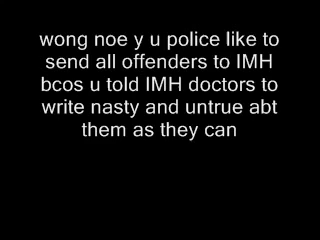 wong noe y u police like to
send all offenders to IMH
bcos u told IMH doctors to
write nasty and untrue abt
them as they can